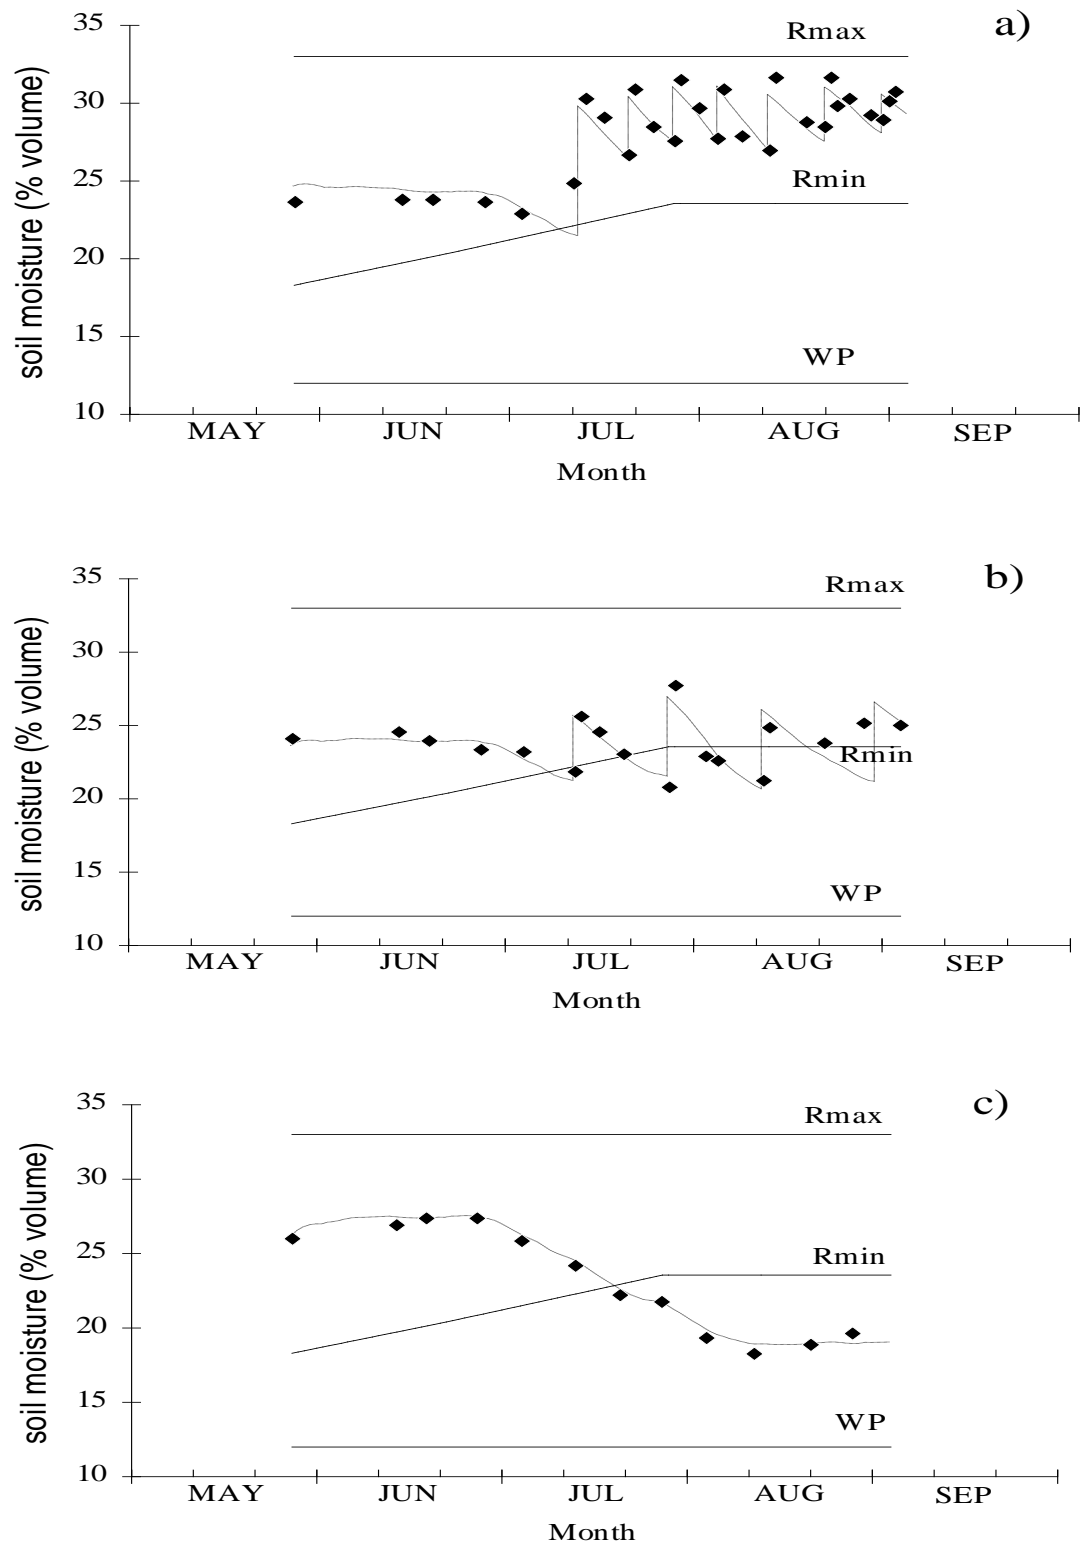 a)
35
Rmax
30
25
Rmin
20
15
WP
10
soil moisture (% volume)
MAY JUN JUL AUG SEP
Month
b)
35
Rmax
30
25
Rmin
20
15
WP
10
soil moisture (% volume)
MAY JUN JUL AUG SEP
Month
c)
35
Rmax
30
25
Rmin
20
15
WP
10
soil moisture (% volume)
MAY JUN JUL AUG SEP
Month